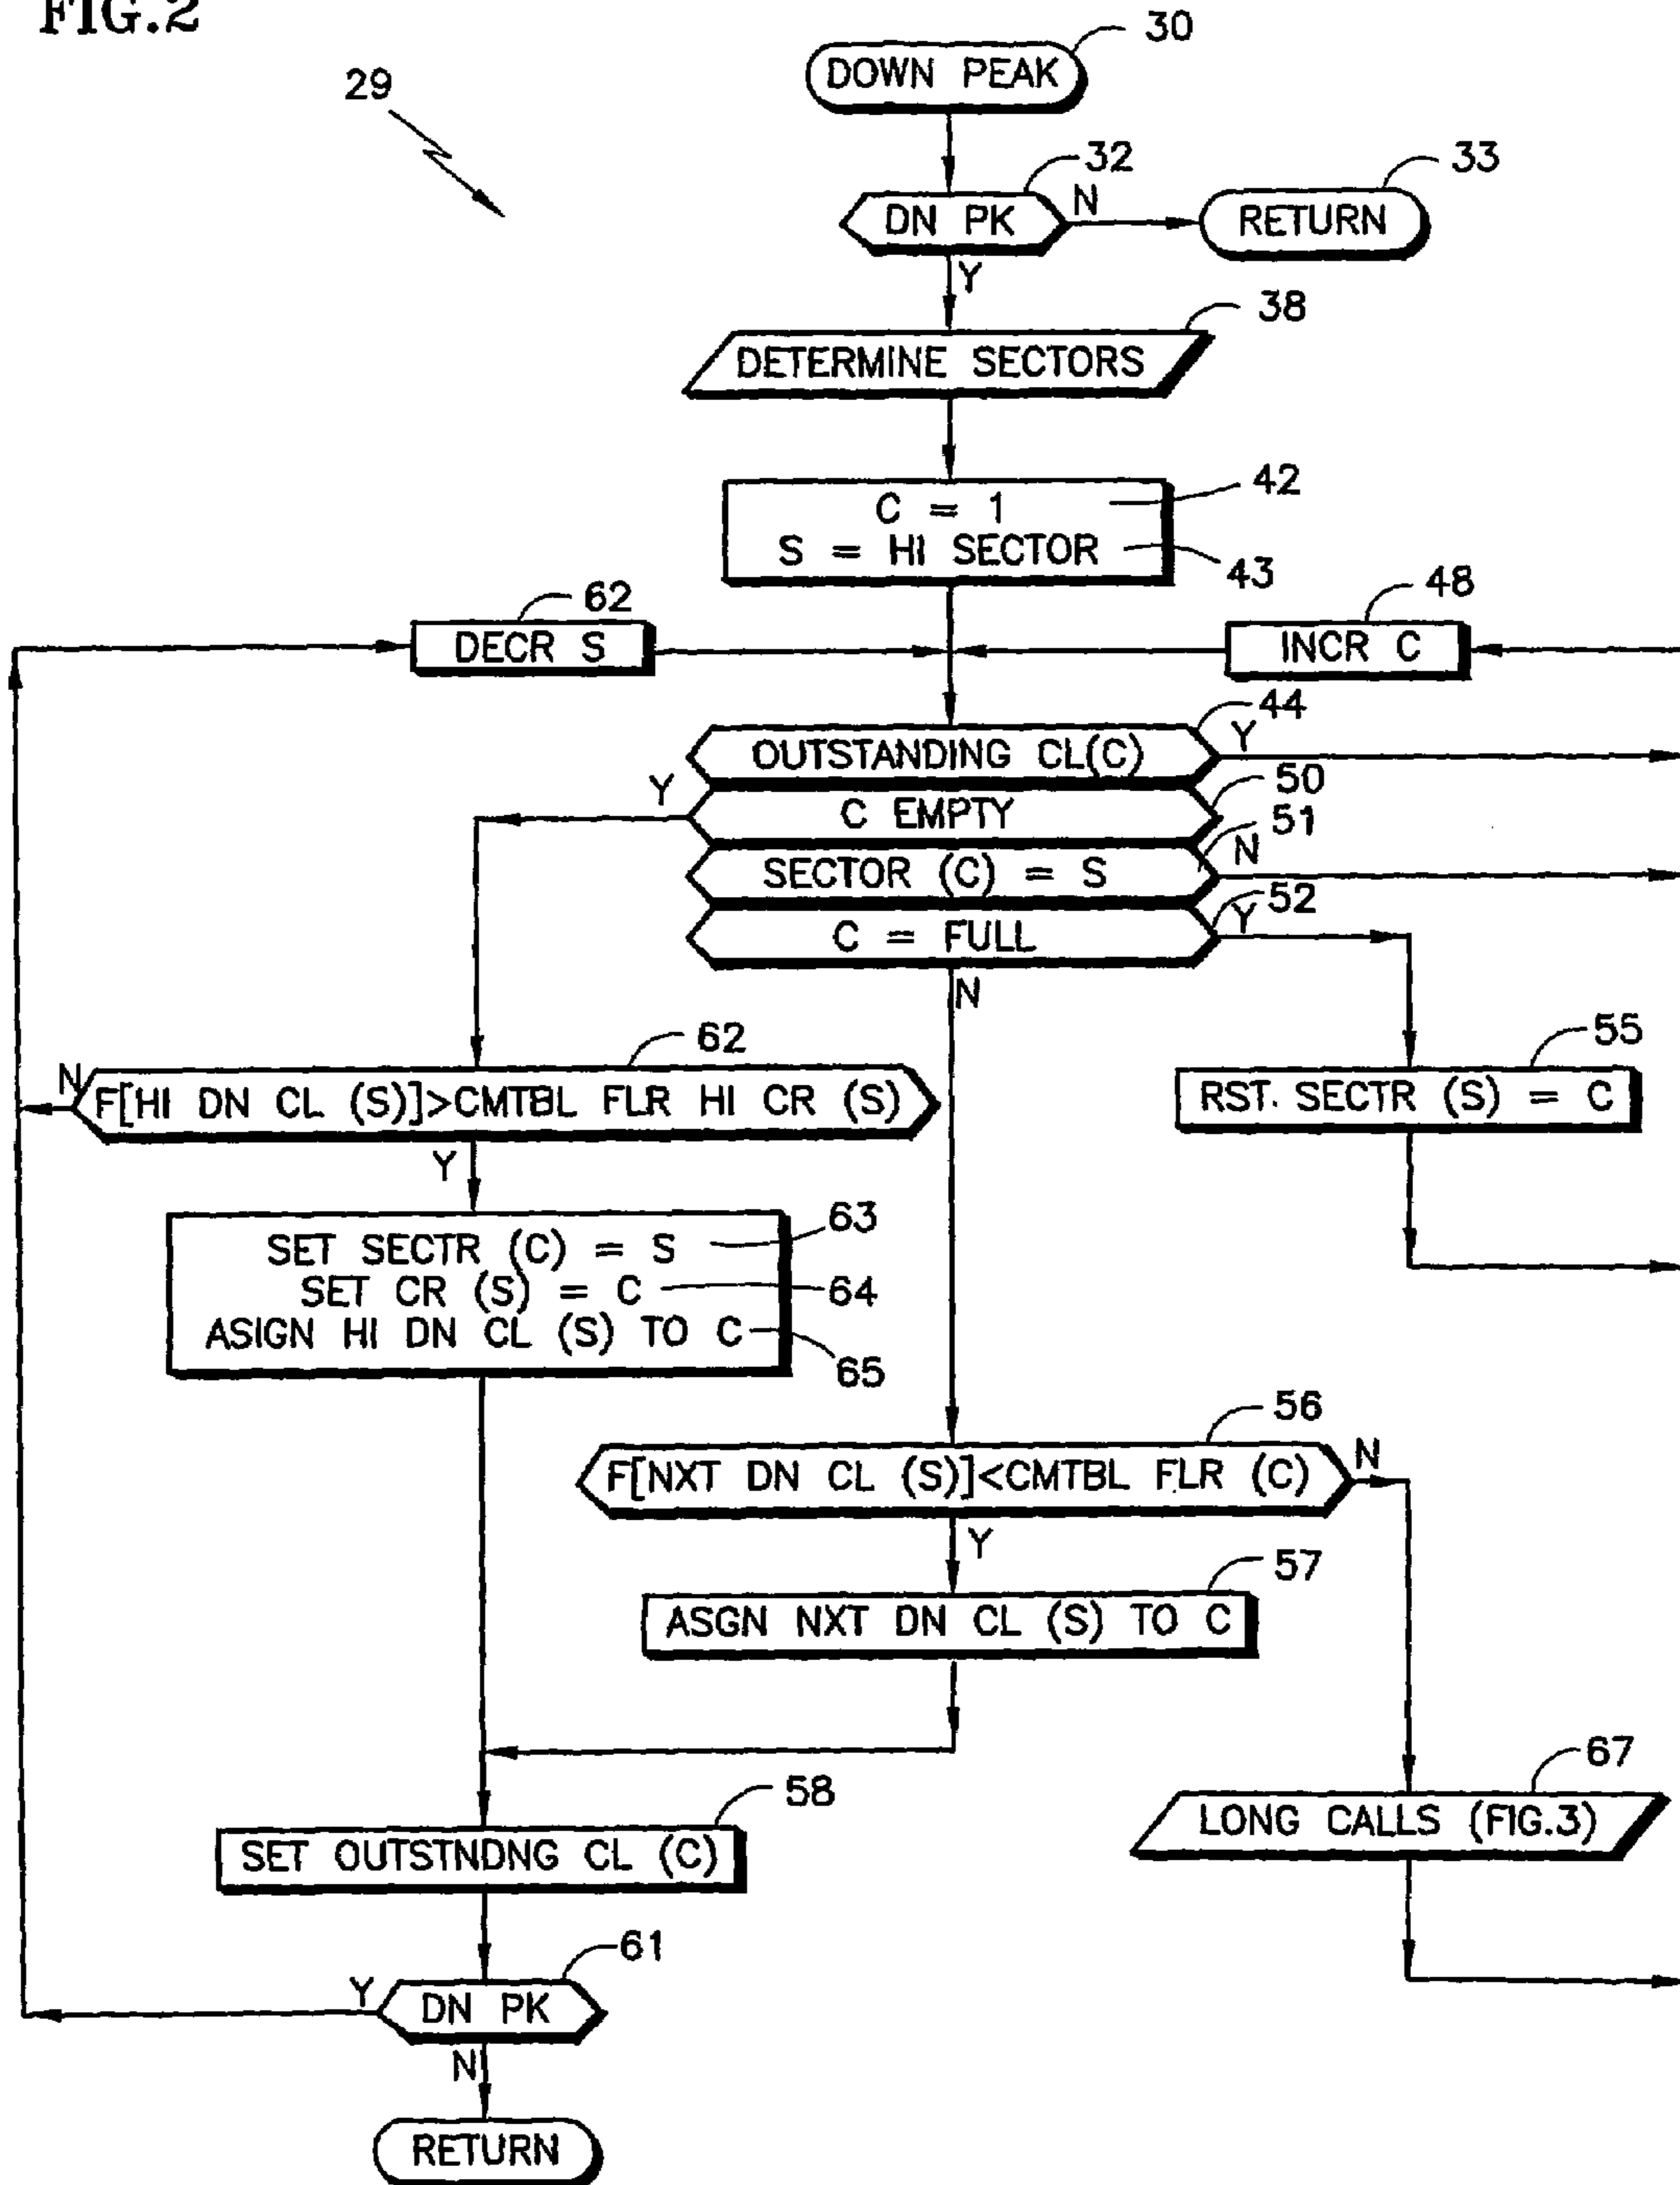 FIG.2
30
DOWN PEAK
29
32
33
DN PK
N
RETURN
Y
38
DETERMINE SECTORS
C = 1
42
S = HI SECTOR
43
62
48
DECR S
INCR C
44
OUTSTANDING CL(C)
Y
50
Y
C EMPTY
51
SECTOR (C) = S
N
52
C = FULL
Y
N
62
55
N
F[HI DN CL (S)]>CMTBL FLR HI CR (S)
RST. SECTR (S) = C
Y
63
SET SECTR (C) = S
SET CR (S) = C
64
ASIGN HI DN CL (S) TO C
65
56
F[NXT DN CL (S)]<CMTBL FLR (C)
N
Y
57
ASGN NXT DN CL (S) TO C
67
58
LONG CALLS (FIG.3)
SET OUTSTNDNG CL (C)
61
Y
DN PK
N
RETURN